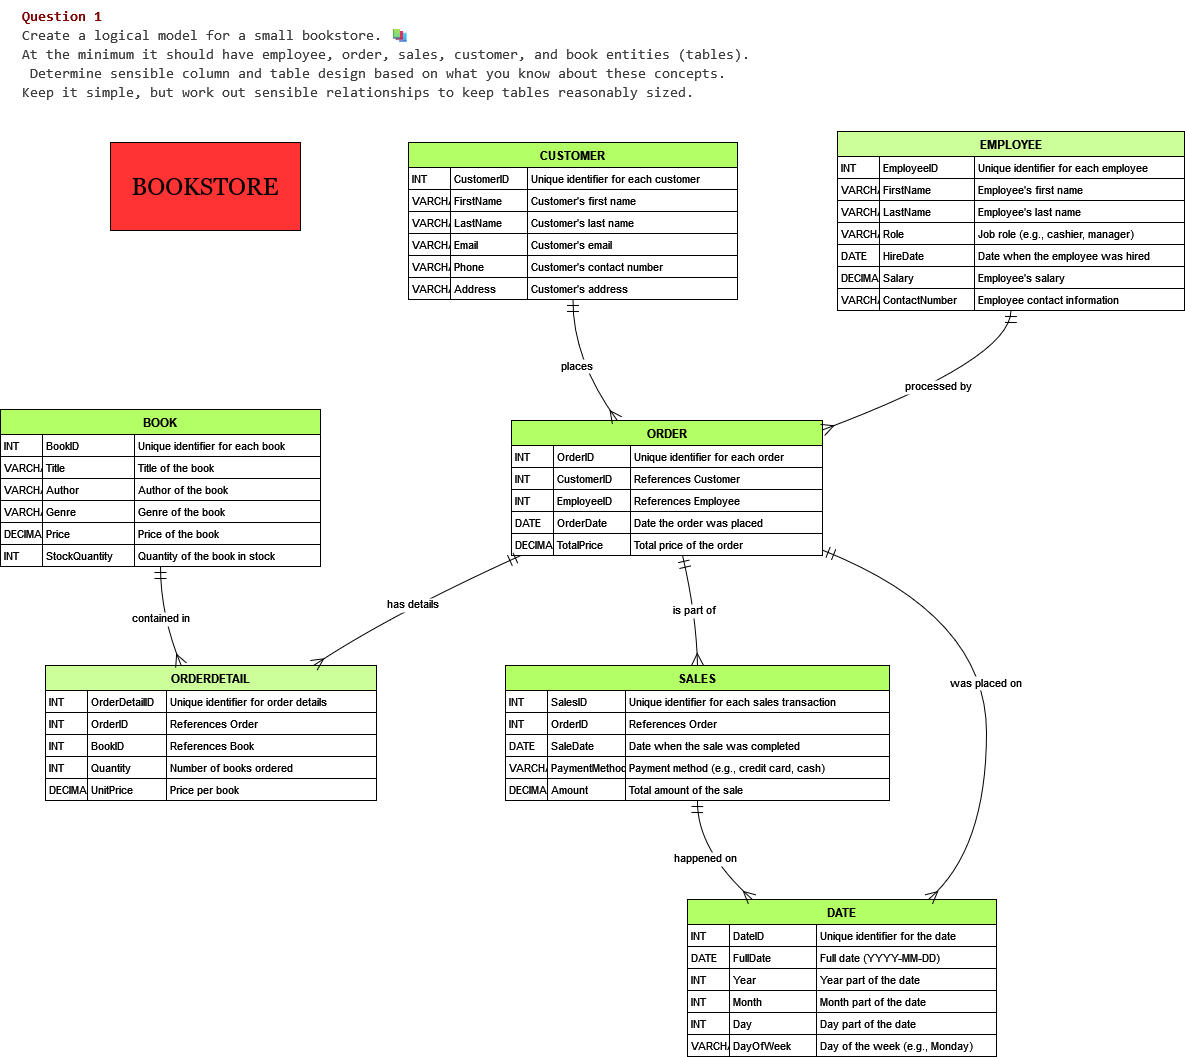 Question 1
Create a logical model for a small bookstore.
At the minimum it should have employee, order, sales, customer, and book entities (tables).
Determine sensible column and table design based on what you know about these concepts.
Keep it simple, but work out sensible relationships to keep tables reasonably sized.
BOOKSTORE
CUSTOMER
INT CustomerID Unique identifier for each customer
VARCHA FirstName Customer's first name
VARCHA LastName Customer's last name
VARCHA Email Customer's email
VARCHA Phone Customer's contact number
VARCHA Address Customer's address
EMPLOYEE
INT EmployeeID Unique identifier for each employee
VARCHA FirstName Employee's first name
VARCHA LastName Employee's last name
VARCHA Role Job role (e.g., cashier, manager)
DATE HireDate Date when the employee was hired
DECIMA Salary Employee's salary
VARCHA ContactNumber Employee contact information
places
processed by
BOOK
INT BookID Unique identifier for each book
VARCHA Title Title of the book
VARCHA Author Author of the book
VARCHA Genre Genre of the book
DECIMA Price Price of the book
INT StockQuantity Quantity of the book in stock
ORDER
INT OrderID Unique identifier for each order
INT CustomerID References Customer
INT EmployeeID References Employee
DATE OrderDate Date the order was placed
DECIMA TotalPrice Total price of the order
contained in
has details
is part of
was placed on
ORDERDETAIL
INT OrderDetailID Unique identifier for order details
INT OrderID References Order
INT BookID References Book
INT Quantity Number of books ordered
DECIMA UnitPrice Price per book
SALES
INT SalesID Unique identifier for each sales transaction
INT OrderID References Order
DATE SaleDate Date when the sale was completed
VARCHA PaymentMethod Payment method (e.g., credit card, cash)
DECIMA Amount Total amount of the sale
happened on
DATE
INT DateID Unique identifier for the date
DATE FullDate Full date (YYYY-MM-DD)
INT Year Year part of the date
INT Month Month part of the date
INT Day Day part of the date
VARCHA DayOfWeek Day of the week (e.g., Monday)